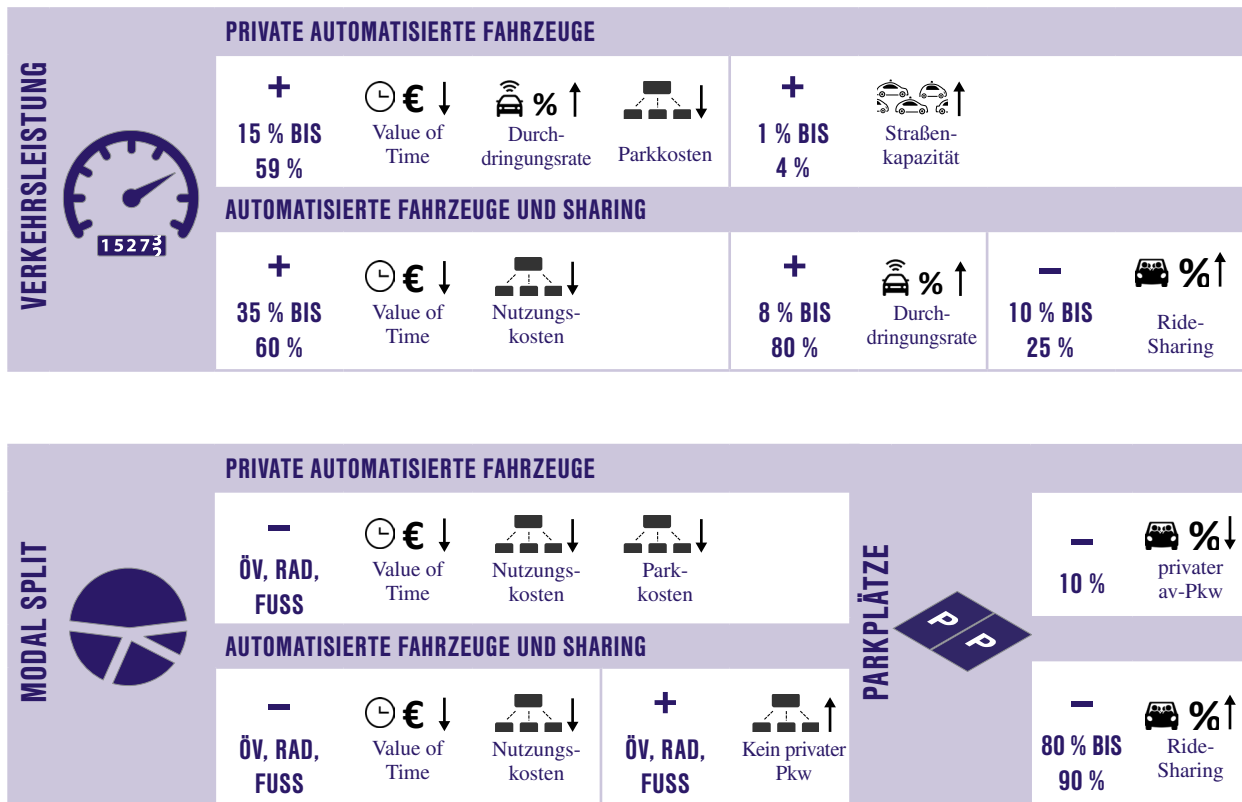 VERKEHRSLEISTUNG
PRIVATE AUTOMATISIERTE FAHRZEUGE
+
15 % BIS
59 %
€
Value of
Time
%
Durch-
dringungsrate
Parkkosten
+
1 % BIS
4 %
Straßen-
kapazität
AUTOMATISIERTE FAHRZEUGE UND SHARING
+
35 % BIS
60 %
€
Value of
Time
Nutzungs-
kosten
+
8 % BIS
80 %
%
Durch-
dringungsrate
–
10 % BIS
25 %
%
Ride-
Sharing
1527
MODAL SPLIT
PRIVATE AUTOMATISIERTE FAHRZEUGE
–
ÖV, RAD,
FUSS
€
Value of
Time
Nutzungs-
kosten
Park-
kosten
AUTOMATISIERTE FAHRZEUGE UND SHARING
–
ÖV, RAD,
FUSS
€
Value of
Time
Nutzungs-
kosten
+
ÖV, RAD,
FUSS
Kein privater
Pkw
PARKPLÄTZE
P P
–
10 %
%
privater
av-Pkw
–
80 % BIS
90 %
%
Ride-
Sharing